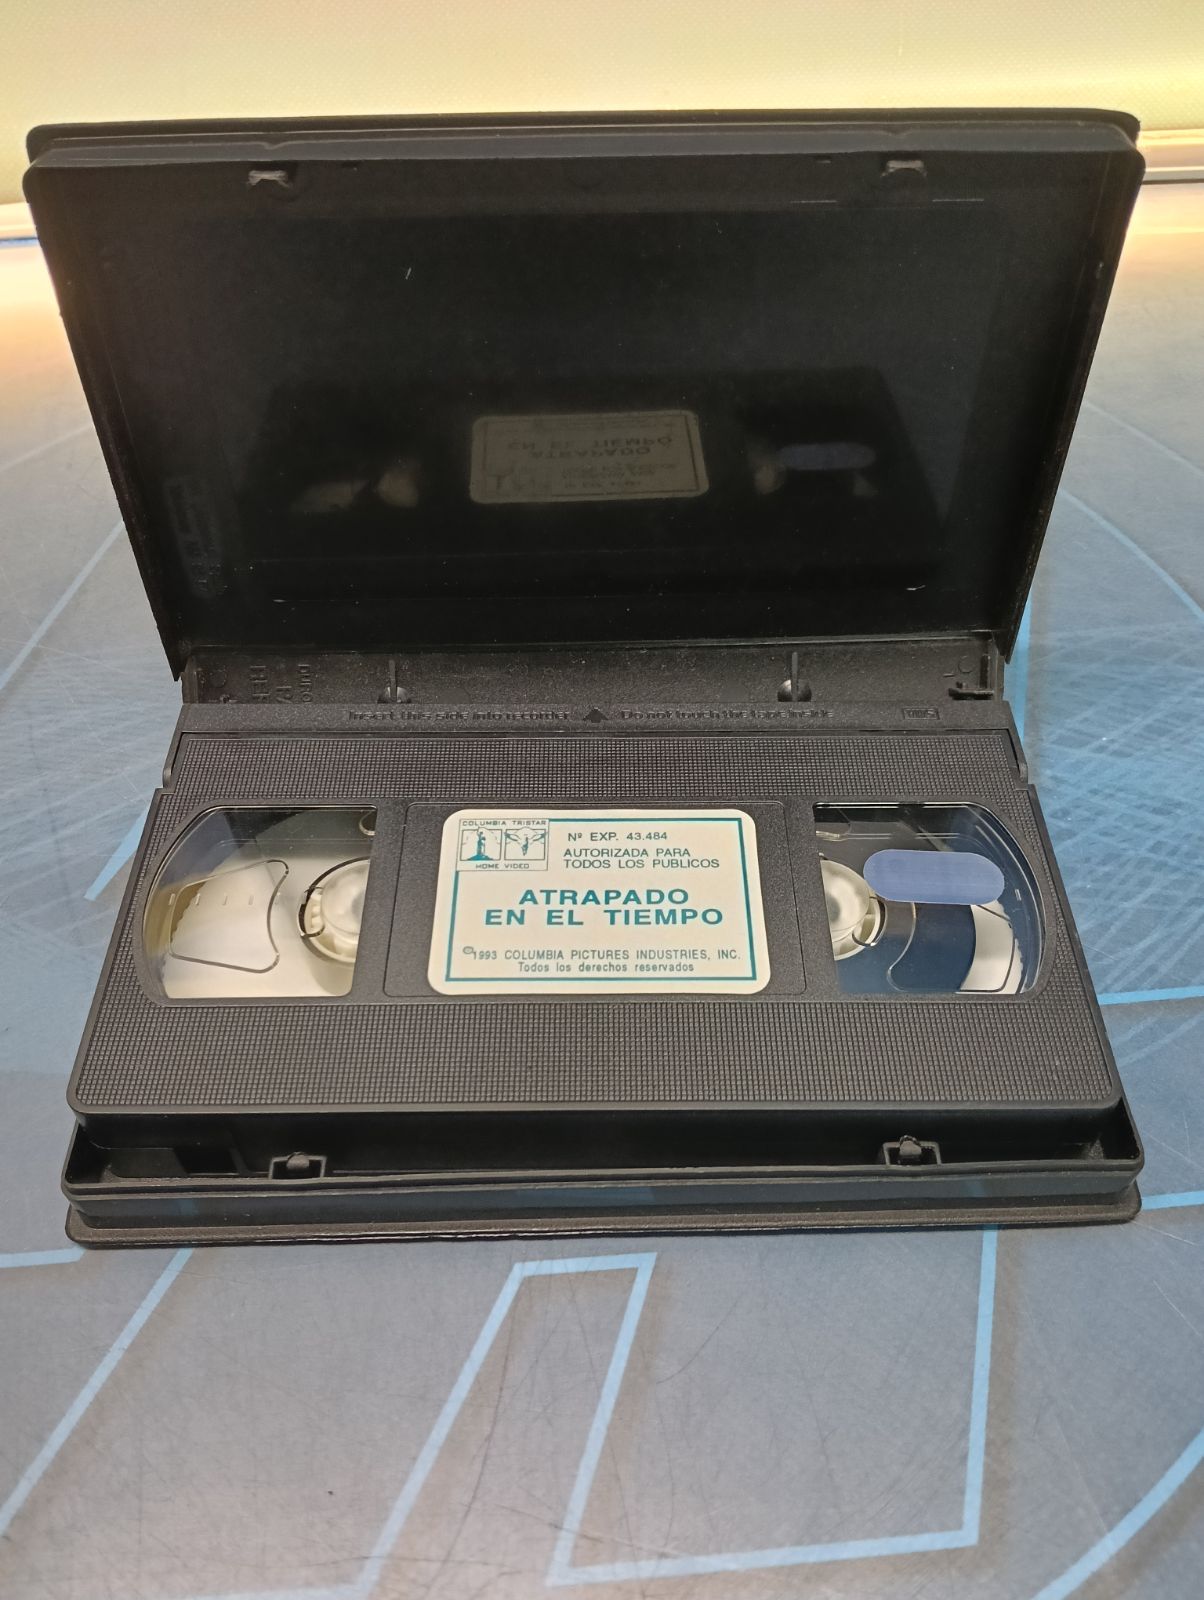 Insert this side into recorder Do not touch the tape inside VHS
COLUMBIA TRISTAR
HOME VIDEO
Nº EXP. 43.484
AUTORIZADA PARA
TODOS LOS PUBLICOS
ATRAPADO
EN EL TIEMPO
©1993 COLUMBIA PICTURES INDUSTRIES, INC.
Todos los derechos reservados